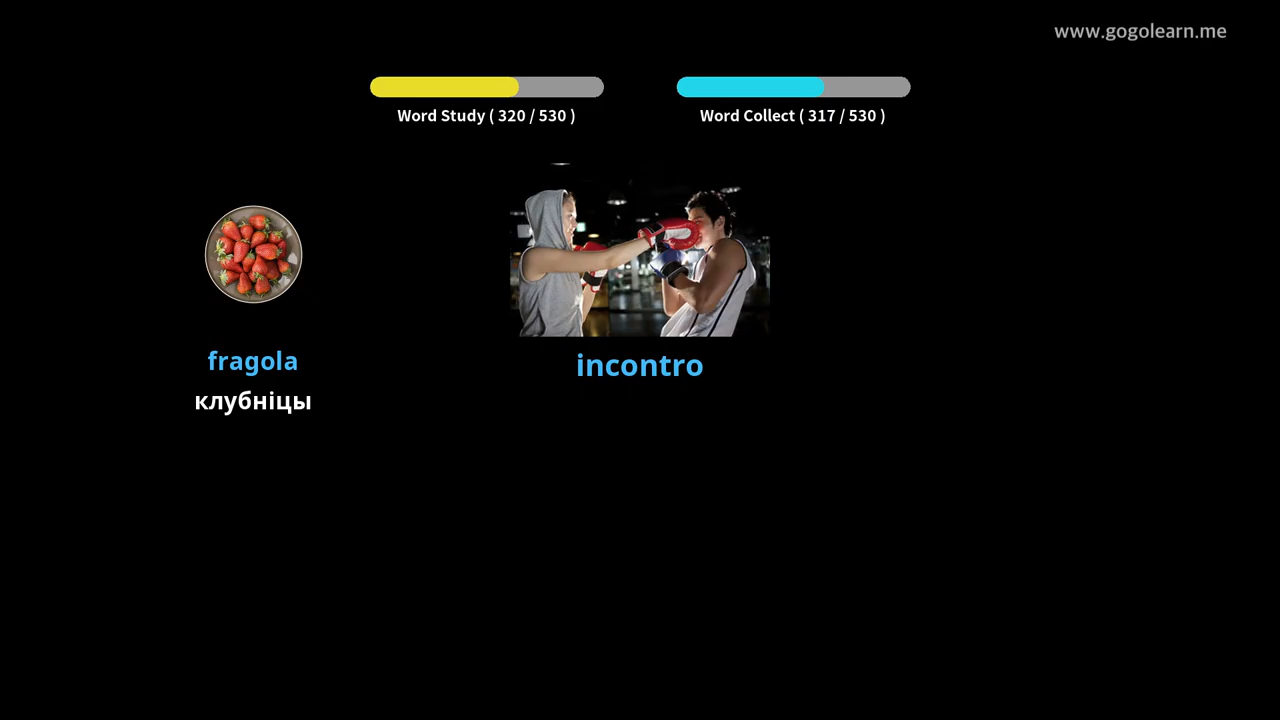 www.gogolearn.me
Word Study ( 320 / 530 )
Word Collect ( 317 / 530 )
fragola
клубніцы
incontro